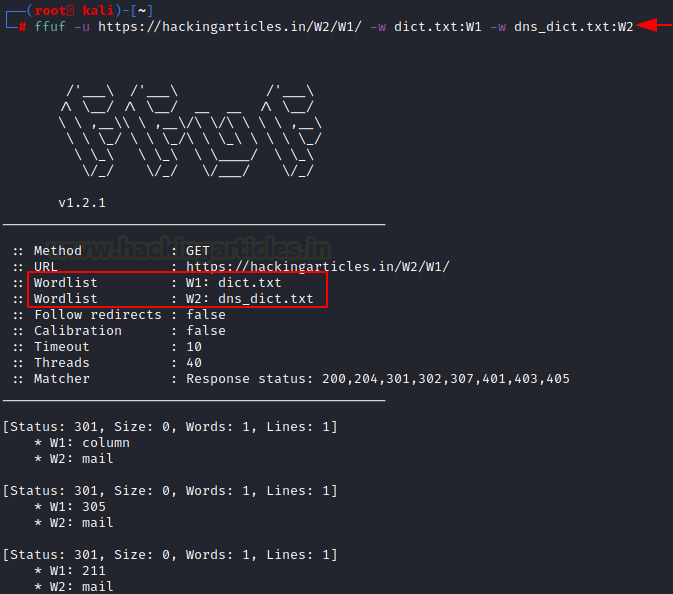 ┌──(root㉿ kali)-[~]
└─# ffuf -u https://hackingarticles.in/W2/W1/ -w dict.txt:W1 -w dns_dict.txt:W2
v1.2.1
www.hackingarticles.in
:: Method : GET
:: URL : https://hackingarticles.in/W2/W1/
:: Wordlist : W1: dict.txt
:: Wordlist : W2: dns_dict.txt
:: Follow redirects : false
:: Calibration : false
:: Timeout : 10
:: Threads : 40
:: Matcher : Response status: 200,204,301,302,307,401,403,405
[Status: 301, Size: 0, Words: 1, Lines: 1]
* W1: column
* W2: mail
[Status: 301, Size: 0, Words: 1, Lines: 1]
* W1: 305
* W2: mail
[Status: 301, Size: 0, Words: 1, Lines: 1]
* W1: 211
* W2: mail